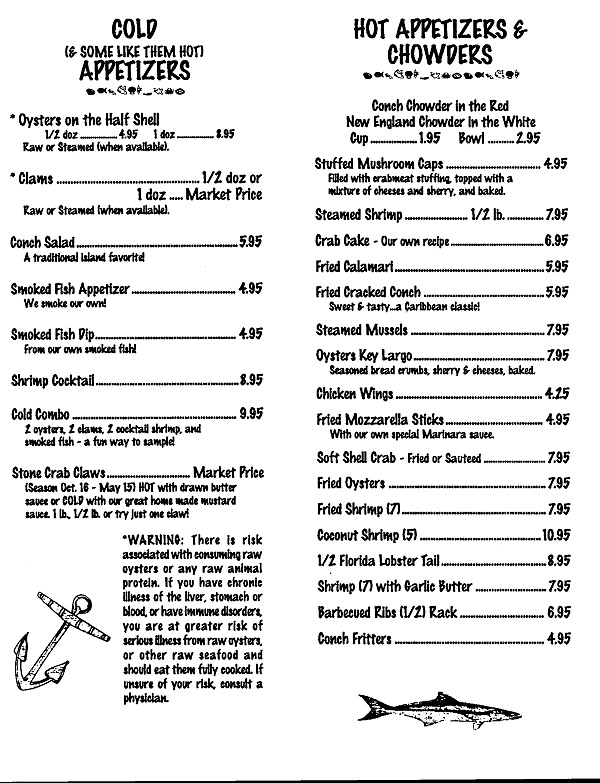 COLD
(& SOME LIKE THEM HOT)
APPETIZERS
* Oysters on the Half Shell
1/2 doz ............... 4.95 1 doz ............... 8.95
Raw or Steamed (when available).
* Clams ........................................ 1/2 doz or
1 doz ..... Market Price
Raw or Steamed (when available).
Conch Salad ............................................. 5.95
A traditional island favorite!
Smoked Fish Appetizer ............................. 4.95
We smoke our own!
Smoked Fish Dip ....................................... 4.95
From our own smoked fish!
Shrimp Cocktail ........................................ 8.95
Cold Combo .............................................. 9.95
2 oysters, 2 clams, 2 cocktail shrimp, and
smoked fish - a fun way to sample!
Stone Crab Claws ....................... Market Price
(Season Oct. 16 - May 15) HOT with drawn butter
sauce or COLD with our great home made mustard
sauce. 1 lb., 1/2 lb. or try just one claw!
*WARNING: There is risk
associated with consuming raw
oysters or any raw animal
protein. If you have chronic
illness of the liver, stomach or
blood, or have immune disorders,
you are at greater risk of
serious illness from raw oysters,
or other raw seafood and
should eat them fully cooked. If
unsure of your risk, consult a
physician.
HOT APPETIZERS &
CHOWDERS
Conch Chowder in the Red
New England Chowder in the White
Cup ................. 1.95 Bowl ......... 2.95
Stuffed Mushroom Caps .......................... 4.95
Filled with crabmeat stuffing, topped with a
mixture of cheeses and sherry, and baked.
Steamed Shrimp ................. 1/2 lb. ............. 7.95
Crab Cake - Our own recipe ......................... 6.95
Fried Calamari .......................................... 5.95
Fried Cracked Conch ................................. 5.95
Sweet & tasty...a Caribbean classic!
Steamed Mussels ..................................... 7.95
Oysters Key Largo .................................... 7.95
Seasoned bread crumbs, sherry & cheeses, baked.
Chicken Wings .......................................... 4.25
Fried Mozzarella Sticks ........................... 4.95
With our own special Marinara sauce.
Soft Shell Crab - Fried or Sauteed ................. 7.95
Fried Oysters ........................................... 7.95
Fried Shrimp (7) ....................................... 7.95
Coconut Shrimp (5) ................................... 10.95
1/2 Florida Lobster Tail ............................ 8.95
Shrimp (7) with Garlic Butter .................... 7.95
Barbecued Ribs (1/2) Rack ........................ 6.95
Conch Fritters .......................................... 4.95